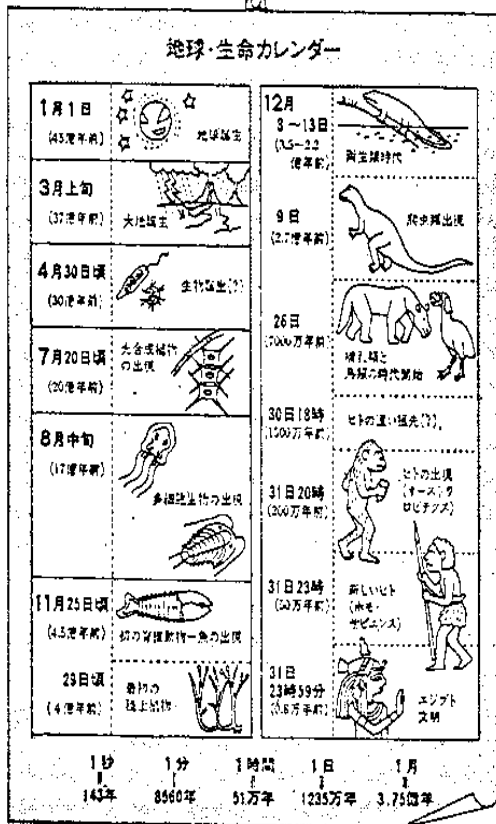 地球・生命カレンダー
1月1日
(45億年前)
地球誕生
3月上旬
(37億年前)
大地誕生
4月30日頃
(30億年前)
生物誕生(?)
7月20日頃
(20億年前)
光合成植物
の出現
8月中旬
(17億年前)
多細胞生物の出現
11月25日頃
(4.5億年前)
初の脊椎動物-魚の出現
29日頃
(4億年前)
最初の
陸上植物
12月
3～13日
(3.5～2.2
億年前)
両生類時代
9日
(2.7億年前)
爬虫類出現
26日
(7000万年前)
哺乳類と
鳥類の時代開始
30日18時
ヒトの遠い祖先(?)
31日20時
(200万年前)
ヒトの出現
(オーストラ
ロピテクス)
31日23時
(50万年前)
新しいヒト
(ホモ・
サピエンス)
31日
23時59分
(0.6万年前)
エジプト
文明
1秒
1分
1時間
1日
1月
143年
8560年
51万年
1235万年
3.75億年